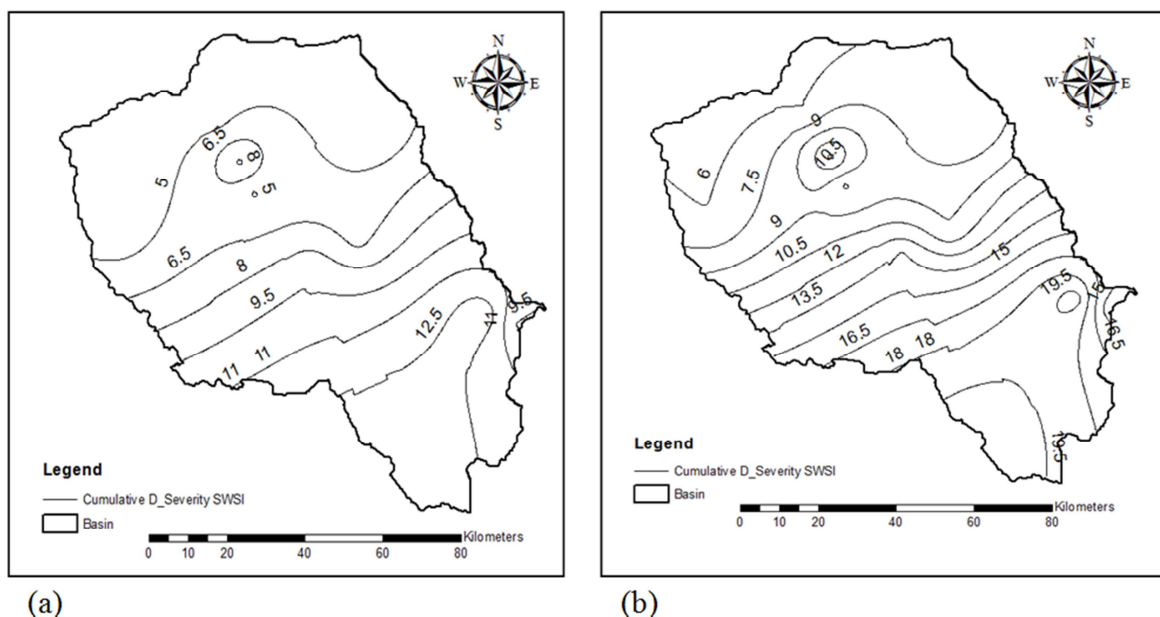 N
W E
S
6.5
8
5
5
6.5
8
9.5
9.5
12.5
11
11
11
Legend
Cumulative D_Severity SWSI
Basin
Kilometers
0 10 20 40 60 80
(a)
N
W E
S
9
10.5
6
7.5
9
10.5
12
15
13.5
19.5
15
16.5
16.5
18
18
19.5
Legend
Cumulative D_Severity SWSI
Basin
Kilometers
0 10 20 40 60 80
(b)